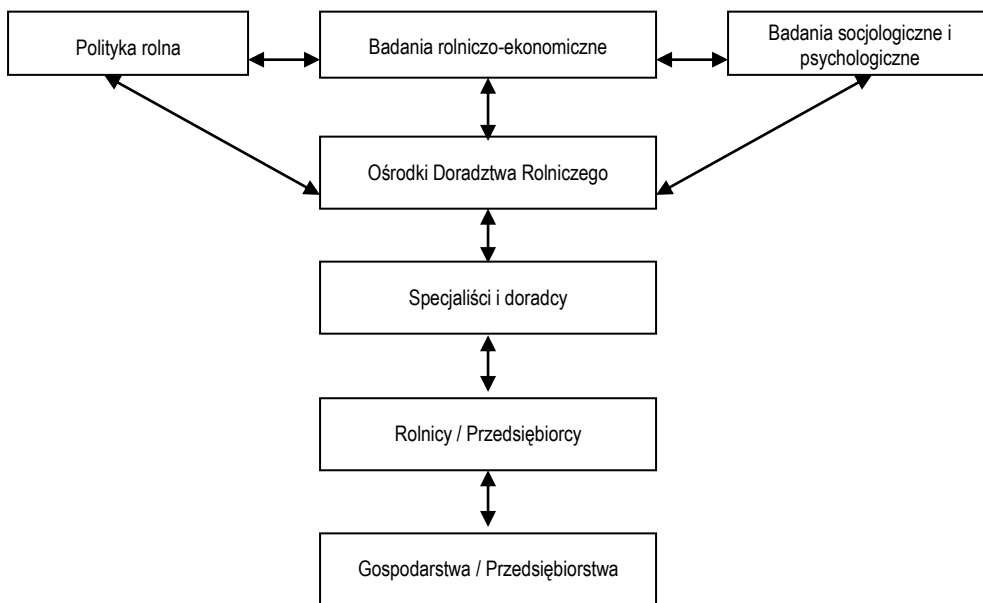 Polityka rolna
Badania rolniczo-ekonomiczne
Badania socjologiczne i
psychologiczne
Ośrodki Doradztwa Rolniczego
Specjaliści i doradcy
Rolnicy / Przedsiębiorcy
Gospodarstwa / Przedsiębiorstwa